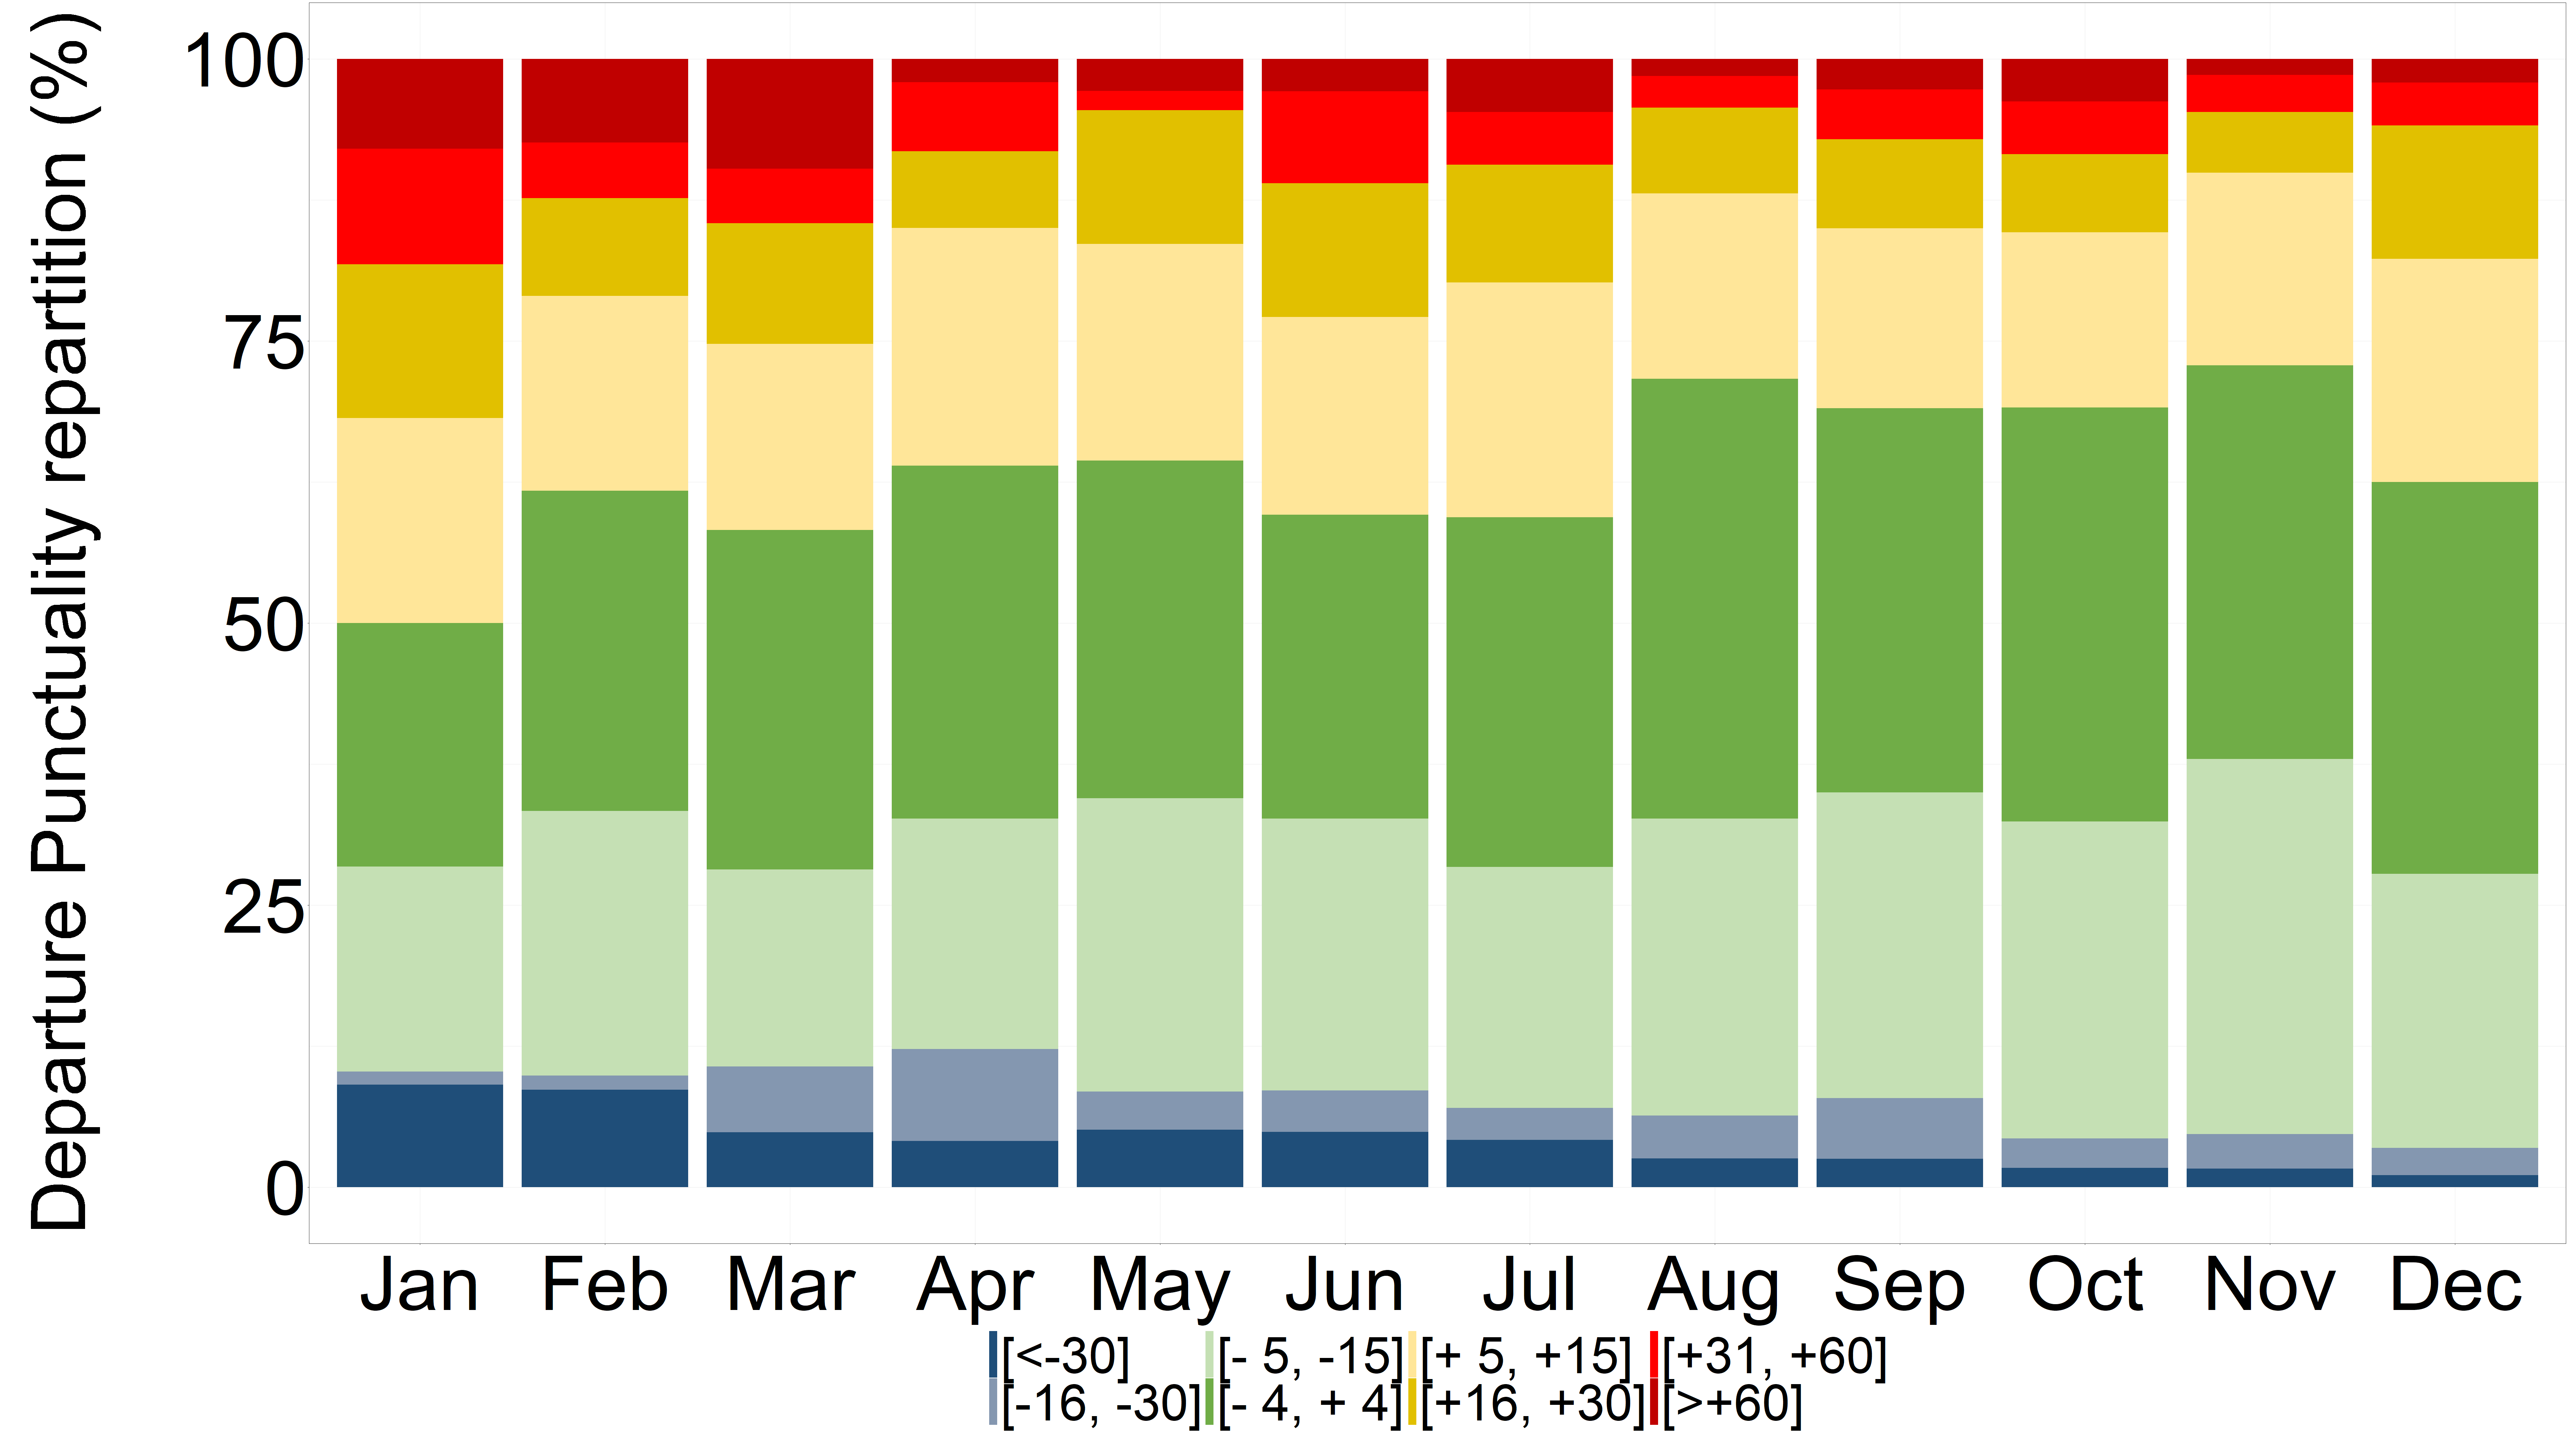 Departure Punctuality repartition (%)
100
75
50
25
0
Jan Feb Mar Apr May Jun Jul Aug Sep Oct Nov Dec
[<-30] [- 5, -15] [+ 5, +15] [+31, +60]
[-16, -30] [- 4, + 4] [+16, +30] [>+60]